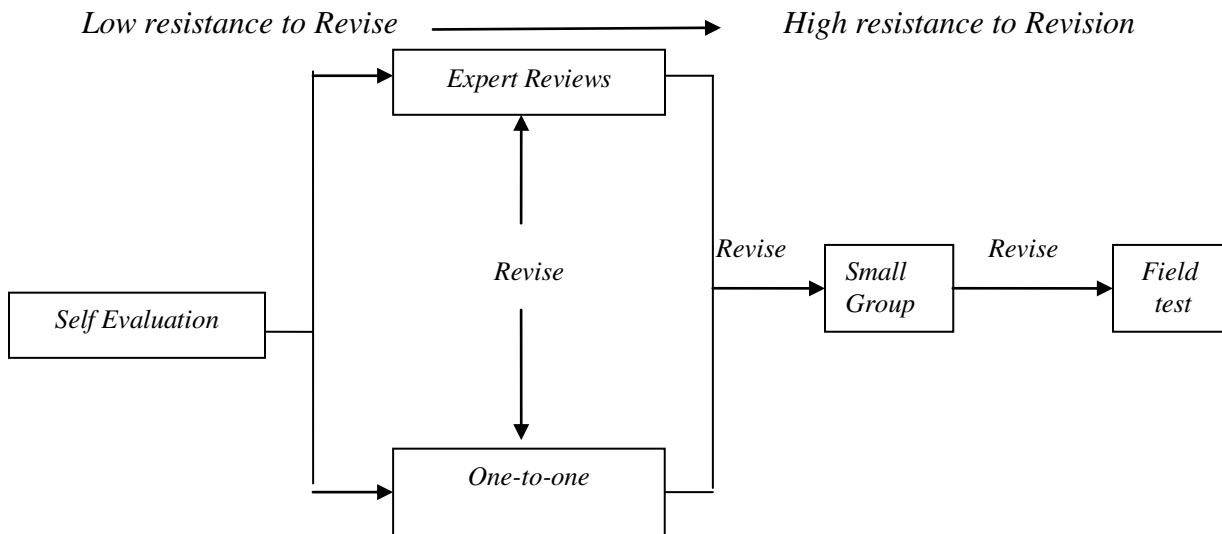 Low resistance to Revise
High resistance to Revision
Expert Reviews
Revise
Self Evaluation
One-to-one
Revise
Small
Group
Revise
Field
test